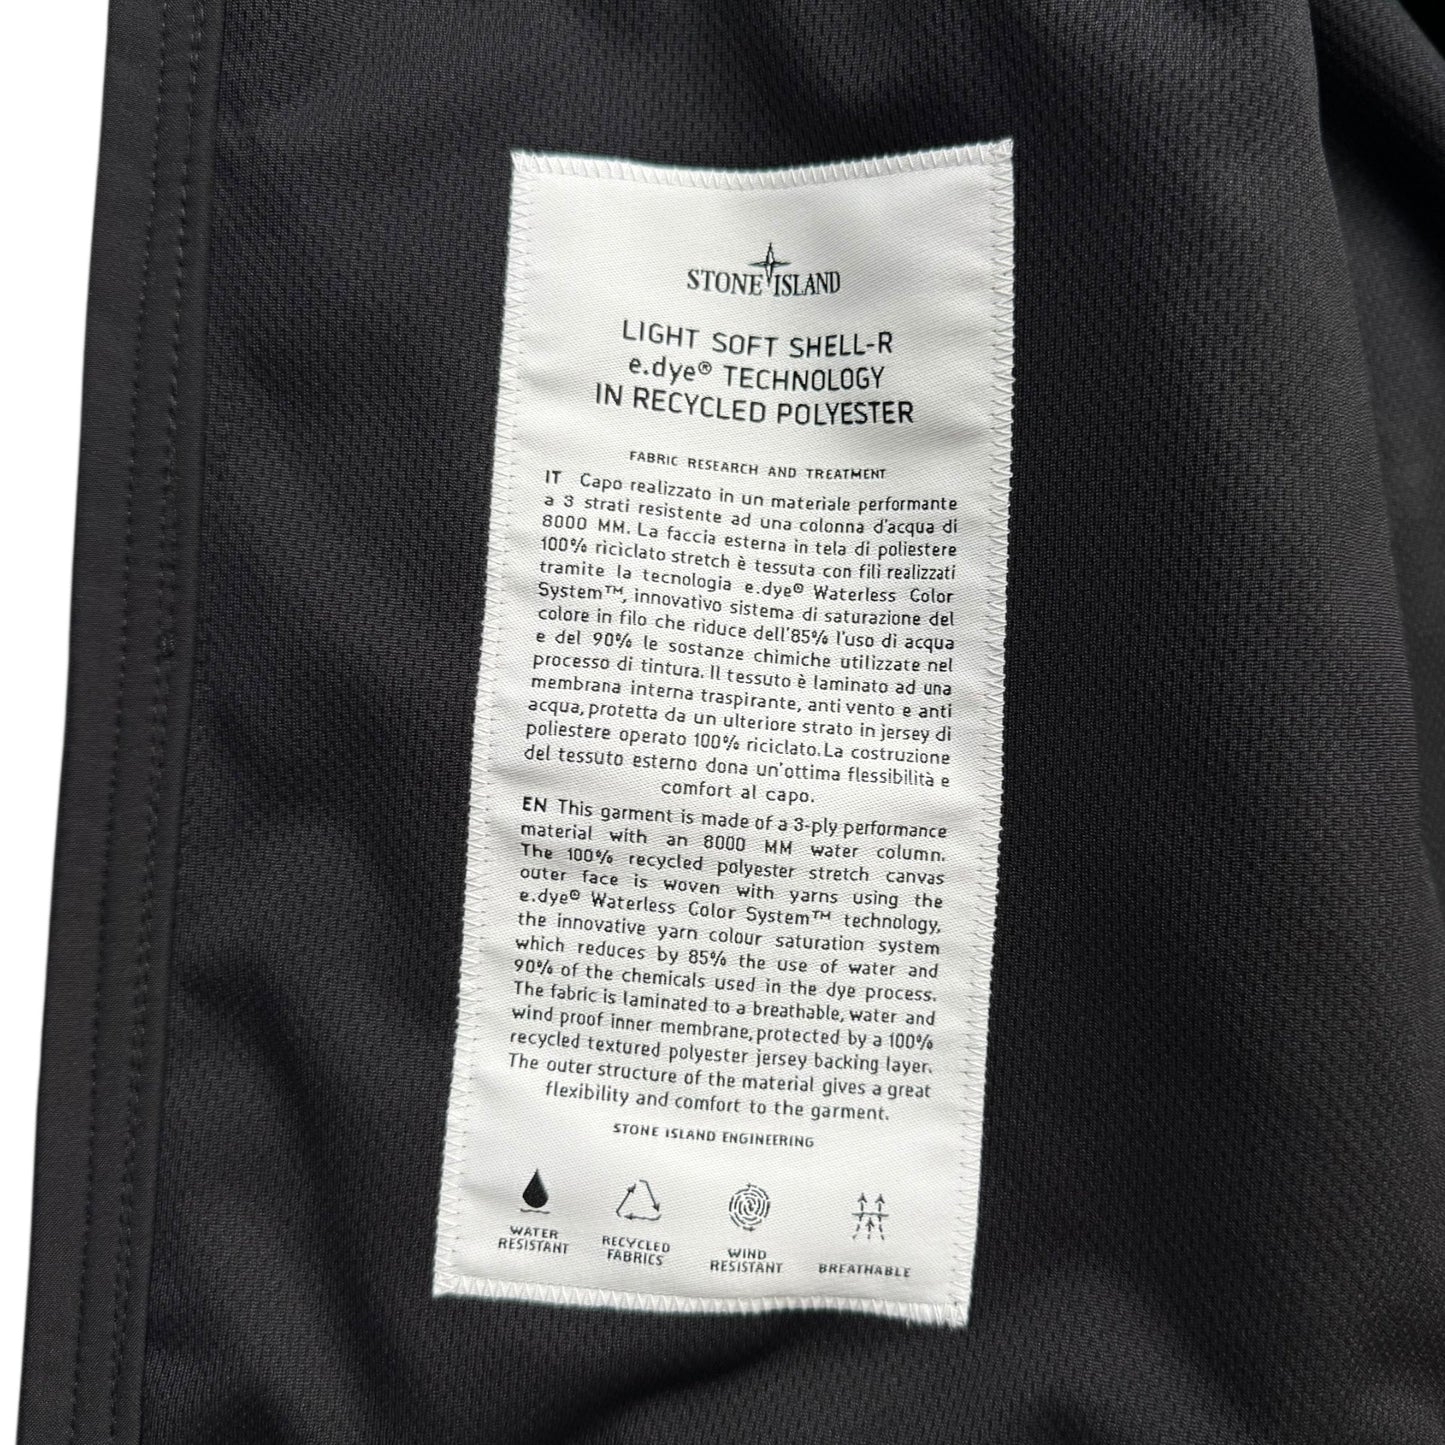 STONE ISLAND
LIGHT SOFT SHELL-R
e.dye® TECHNOLOGY
IN RECYCLED POLYESTER
FABRIC RESEARCH AND TREATMENT
IT Capo realizzato in un materiale performante
a 3 strati resistente ad una colonna d'acqua di
8000 MM. La faccia esterna in tela di poliestere
100% riciclato stretch è tessuta con fili realizzati
tramite la tecnologia e.dye® Waterless Color
System™, innovativo sistema di saturazione del
colore in filo che riduce dell'85% l'uso di acqua
e del 90% le sostanze chimiche utilizzate nel
processo di tintura. Il tessuto è laminato ad una
membrana interna traspirante, anti vento e anti
acqua, protetta da un ulteriore strato in jersey di
poliestere operato 100% riciclato. La costruzione
del tessuto esterno dona un'ottima flessibilità e
comfort al capo.
EN This garment is made of a 3-ply performance
material with an 8000 MM water column.
The 100% recycled polyester stretch canvas
outer face is woven with yarns using the
e.dye® Waterless Color System™ technology,
the innovative yarn colour saturation system
which reduces by 85% the use of water and
90% of the chemicals used in the dye process.
The fabric is laminated to a breathable, water and
wind proof inner membrane, protected by a 100%
recycled textured polyester jersey backing layer.
The outer structure of the material gives a great
flexibility and comfort to the garment.
STONE ISLAND ENGINEERING
WATER
RESISTANT
RECYCLED
FABRICS
WIND
RESISTANT
BREATHABLE